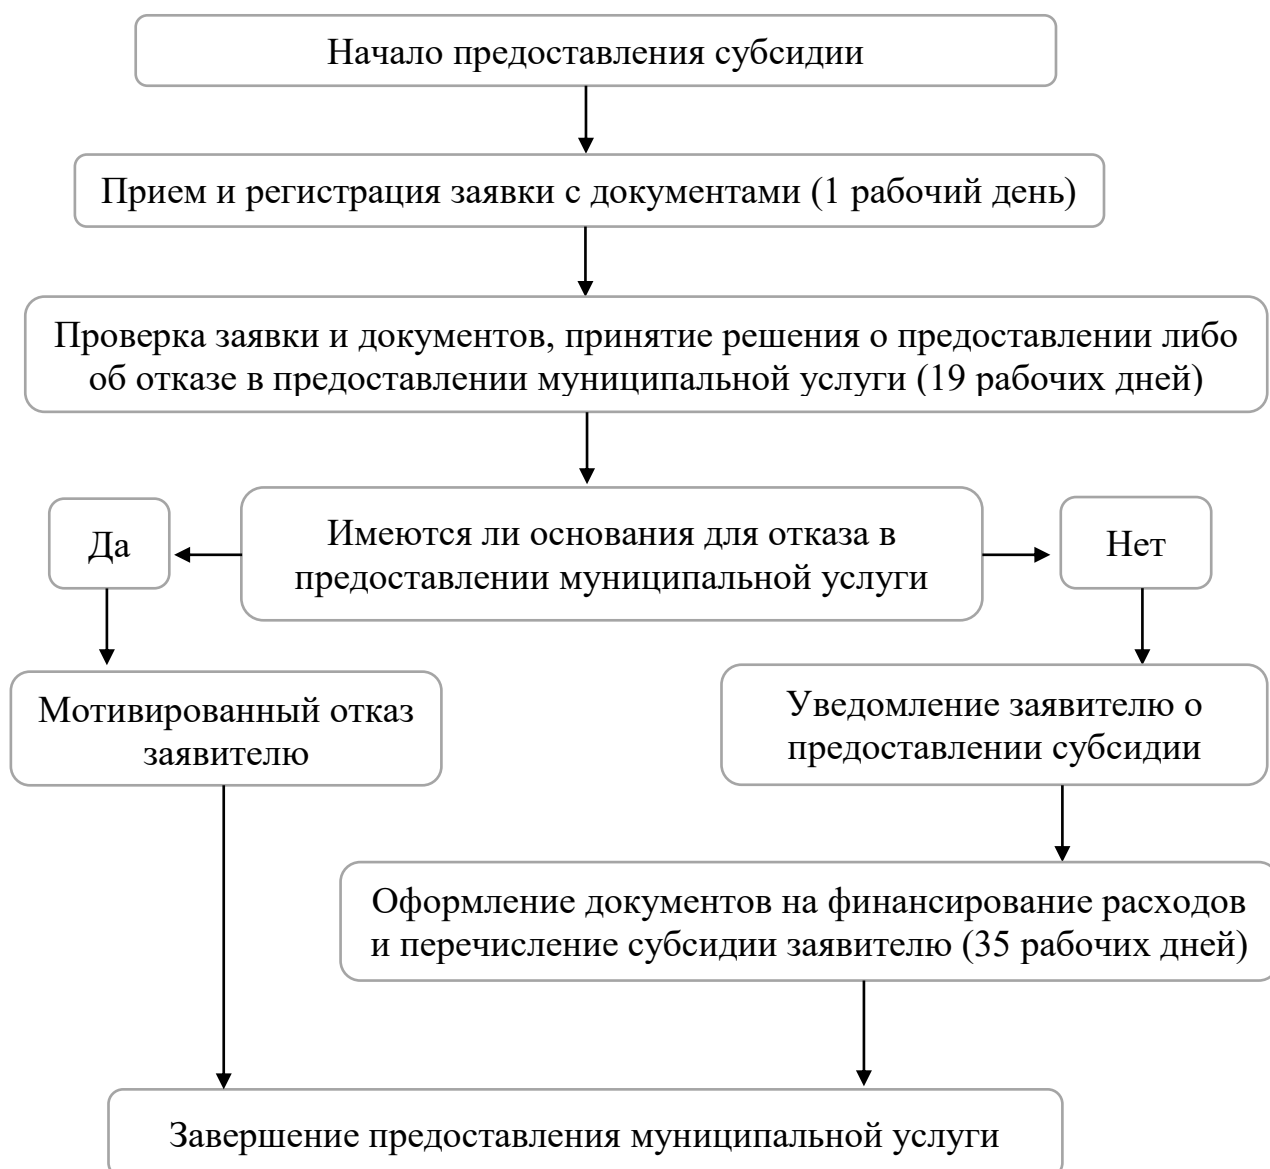 Начало предоставления субсидии
Прием и регистрация заявки с документами (1 рабочий день)
Проверка заявки и документов, принятие решения о предоставлении либо
об отказе в предоставлении муниципальной услуги (19 рабочих дней)
Да
Имеются ли основания для отказа в
предоставлении муниципальной услуги
Нет
Мотивированный отказ
заявителю
Уведомление заявителю о
предоставлении субсидии
Оформление документов на финансирование расходов
и перечисление субсидии заявителю (35 рабочих дней)
Завершение предоставления муниципальной услуги